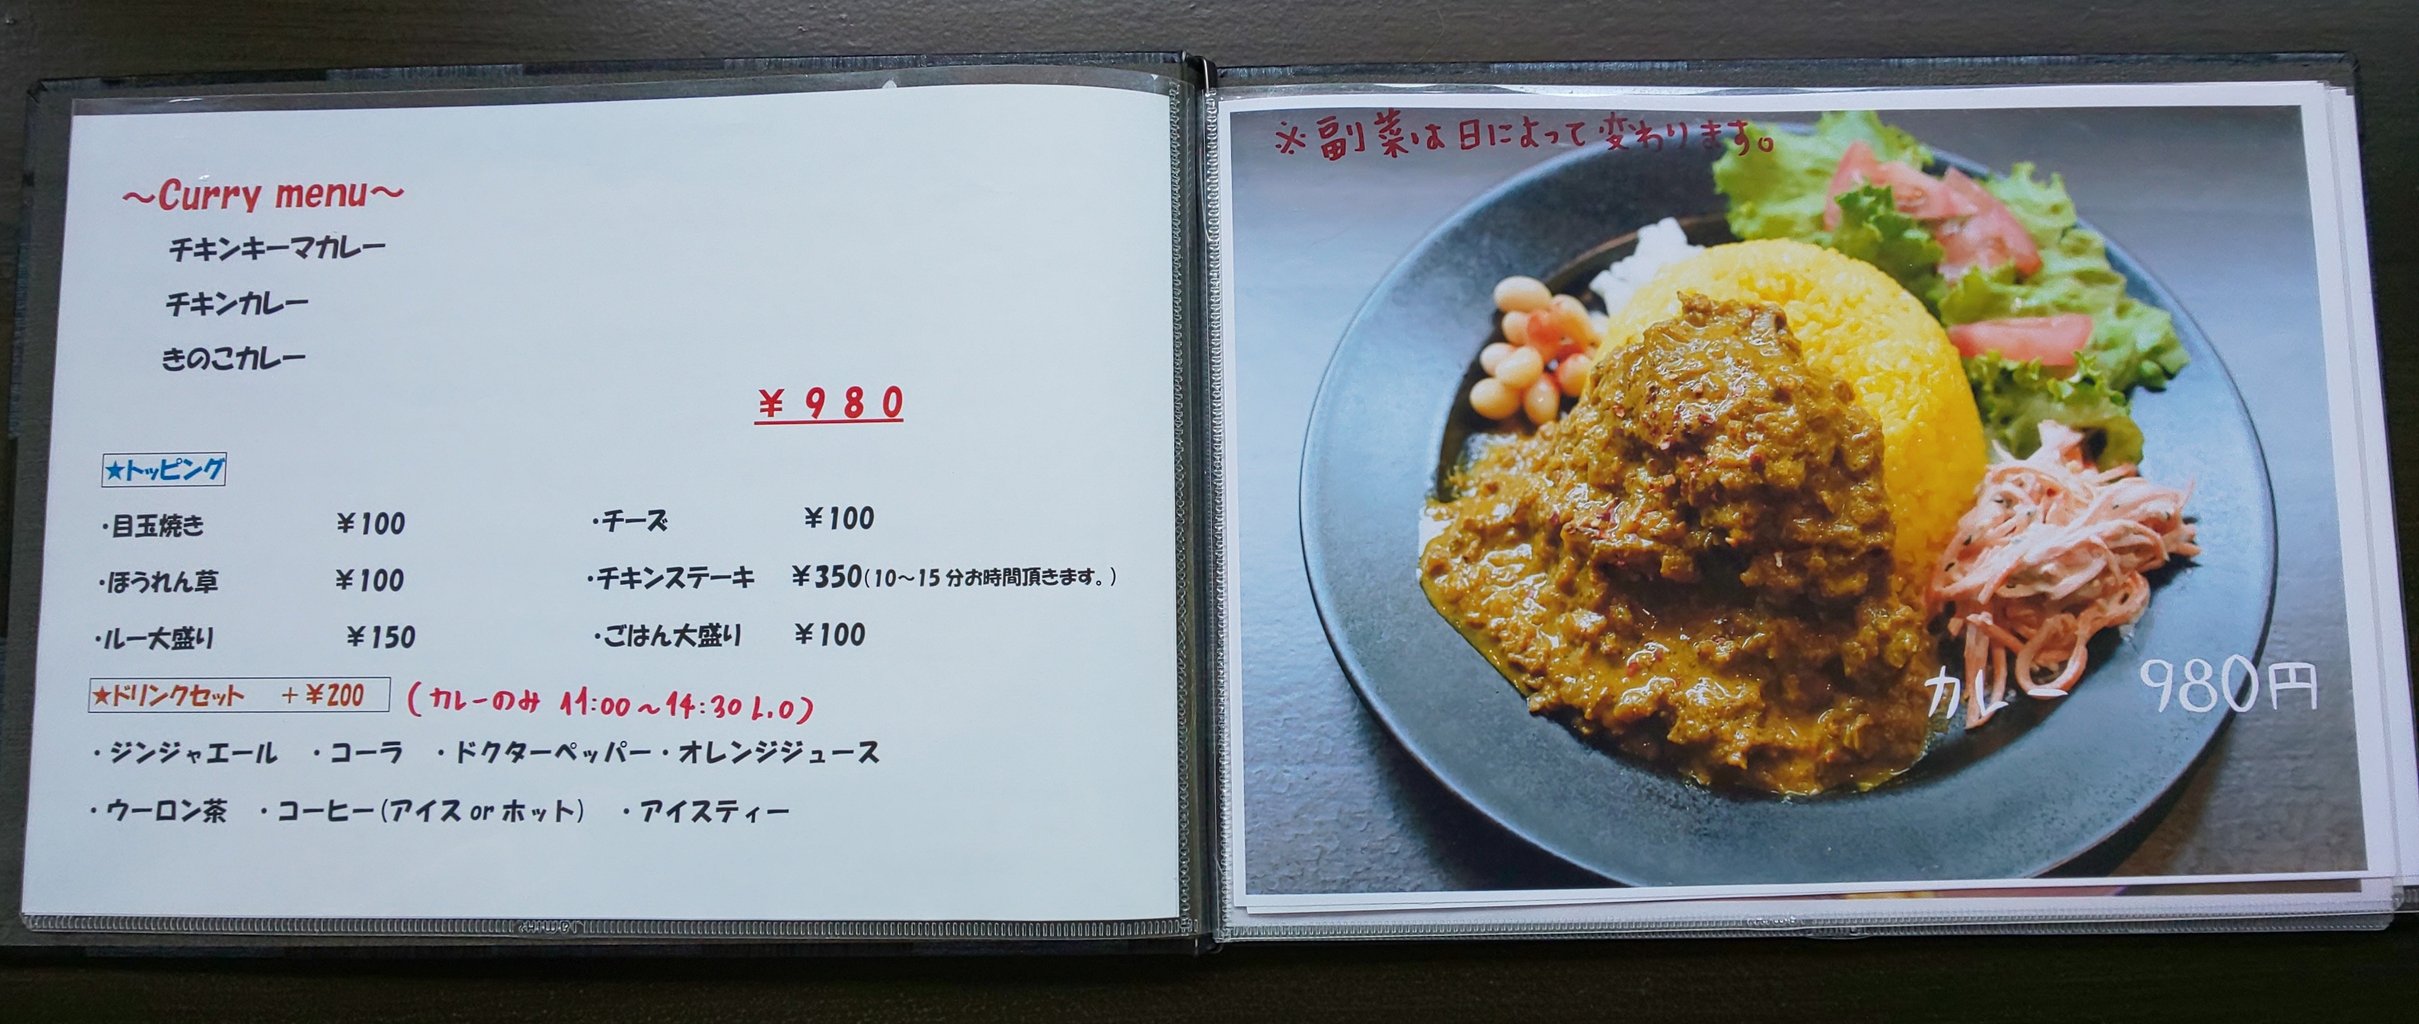 ～Curry menu～
チキンキーマカレー
チキンカレー
きのこカレー
￥９８０
★トッピング
・目玉焼き ￥100 ・チーズ ￥100
・ほうれん草 ￥100 ・チキンステーキ ￥350(10～15分お時間頂きます。)
・ルー大盛り ￥150 ・ごはん大盛り ￥100
★ドリンクセット ＋￥200 (カレーのみ 11:00～14:30 L.O)
・ジンジャエール ・コーラ ・ドクターペッパー・オレンジジュース
・ウーロン茶 ・コーヒー(アイス or ホット) ・アイスティー
※副菜は日によって変わります。
カレー 980円